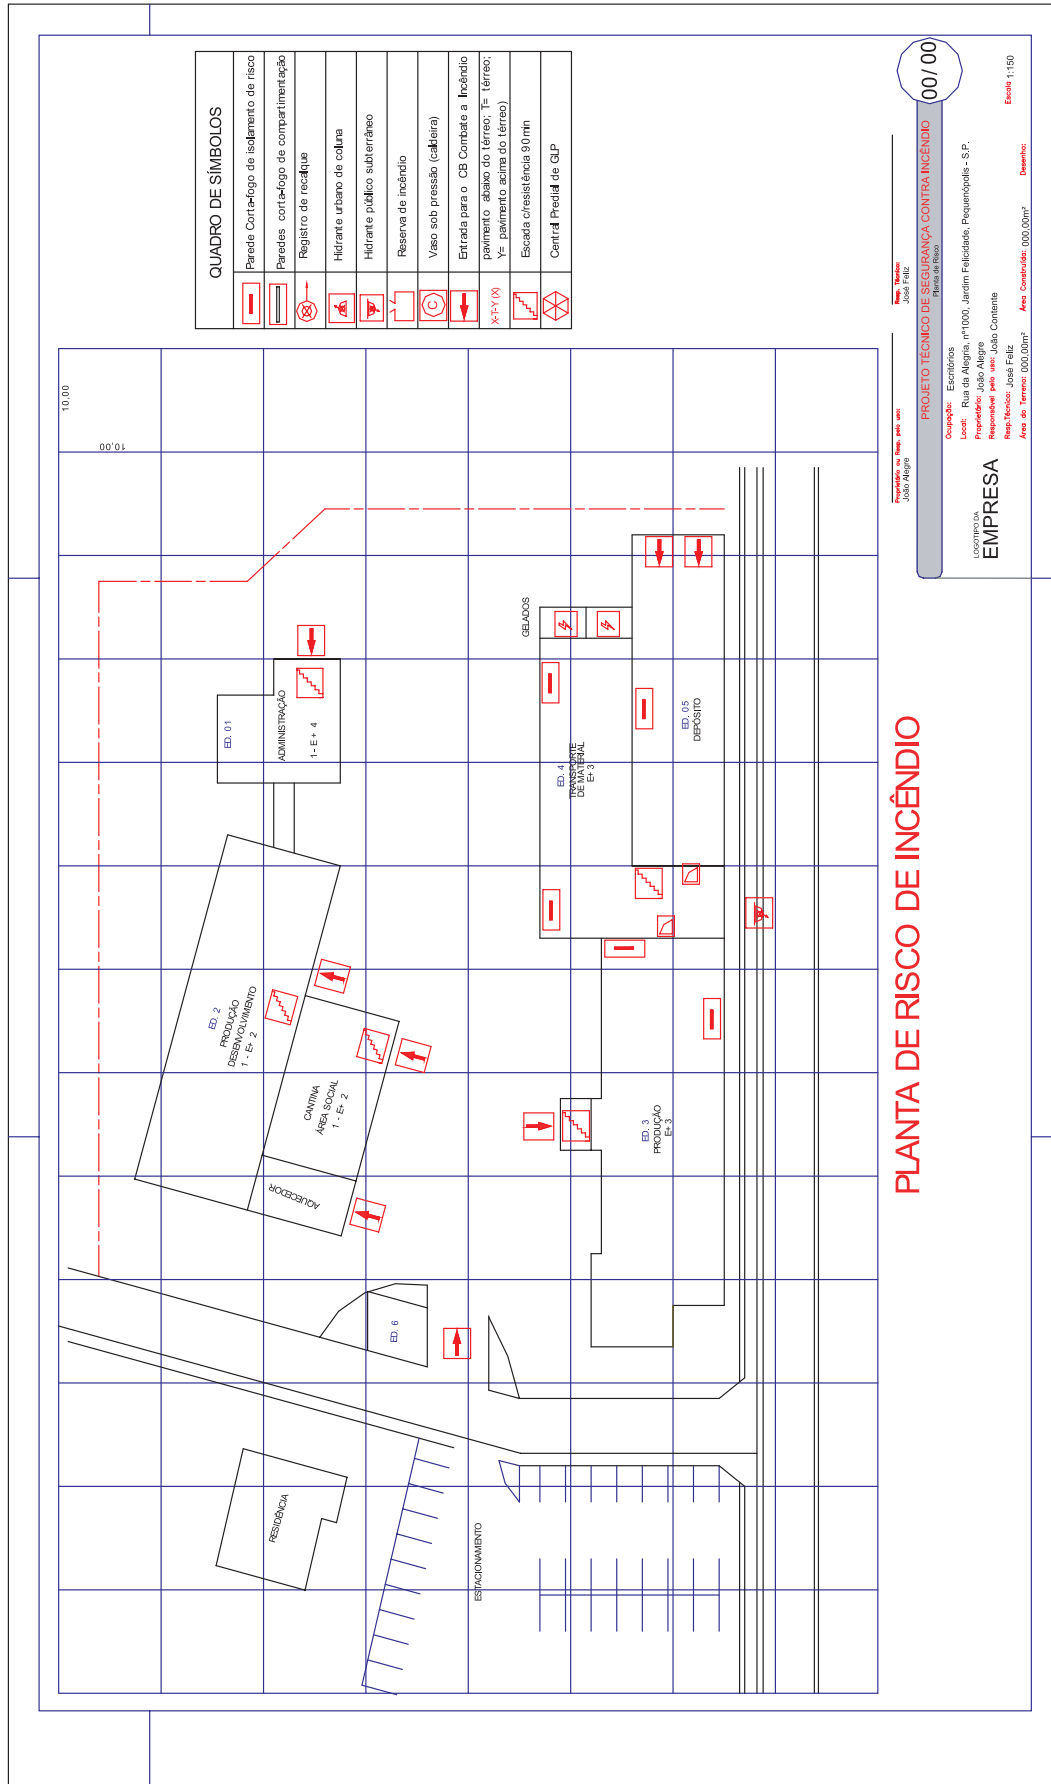 QUADRO DE SÍMBOLOS
Parede Corta-fogo de isolamento de risco
Paredes corta-fogo de compartimentação
Registro de recalque
Hidrante urbano de coluna
Hidrante público subterrâneo
Reserva de incêndio
C
Vaso sob pressão (caldeira)
Entrada para o CB Combate a Incêndio
X-T-Y (X)
pavimento abaixo do térreo; T= térreo;
Y= pavimento acima do térreo)
Escada c/resistência 90min
Central Predial de GLP
10,00
10,00
ED. 01
ADMINISTRAÇÃO
1 - E + 4
ED. 2
PRODUÇÃO
DESENVOLVIMENTO
1 - E+ 2
CANTINA
ÁREA SOCIAL
1 - E+ 2
AQUECEDOR
RESIDÊNCIA
ED. 6
ESTACIONAMENTO
GELADOS
ED. 4
TRANSPORTE
DE MATERIAL
E+ 3
ED. 05
DEPÓSITO
ED. 3
PRODUÇÃO
E+ 3
PLANTA DE RISCO DE INCÊNDIO
Proprietário ou Resp. pelo uso:
João Alegre
Resp. Técnico:
José Feliz
PROJETO TÉCNICO DE SEGURANÇA CONTRA INCÊNDIO
Planta de Risco
00/00
LOGOTIPO DA
EMPRESA
Ocupação: Escritórios
Local: Rua da Alegria, nº1000, Jardim Felicidade, Pequenópolis - S.P.
Proprietário: João Alegre
Responsável pelo uso: João Contente
Resp.Técnico: José Feliz
Área do Terreno: 000,00m² Área Construída: 000,00m² Desenho: Escala 1:150